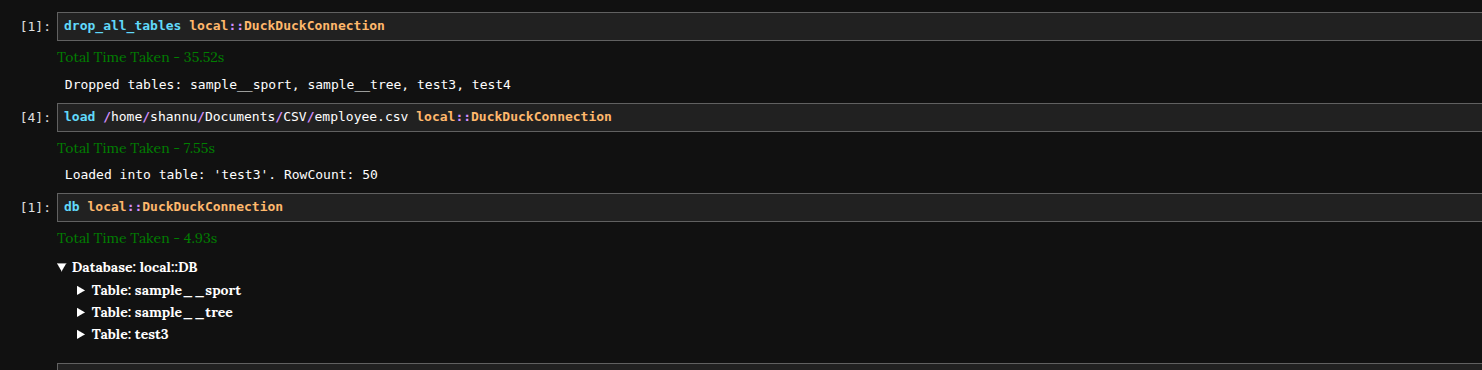 [1]: drop_all_tables local::DuckDuckConnection
Total Time Taken - 35.52s
Dropped tables: sample__sport, sample__tree, test3, test4
[4]: load /home/shannu/Documents/CSV/employee.csv local::DuckDuckConnection
Total Time Taken - 7.55s
Loaded into table: 'test3'. RowCount: 50
[1]: db local::DuckDuckConnection
Total Time Taken - 4.93s
▼ Database: local::DB
▶ Table: sample__sport
▶ Table: sample__tree
▶ Table: test3